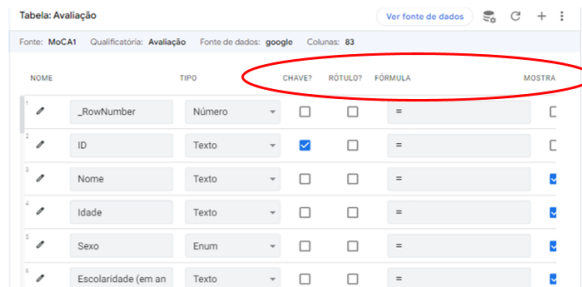 Tabela: Avaliação Ver fonte de dados
Fonte: MoCA1 Qualificatória: Avaliação Fonte de dados: google Colunas: 83
NOME TIPO CHAVE? RÓTULO? FÓRMULA MOSTRA
1 _RowNumber Número =
2 ID Texto =
3 Nome Texto =
4 Idade Texto =
5 Sexo Enum =
6 Escolaridade (em an Texto =